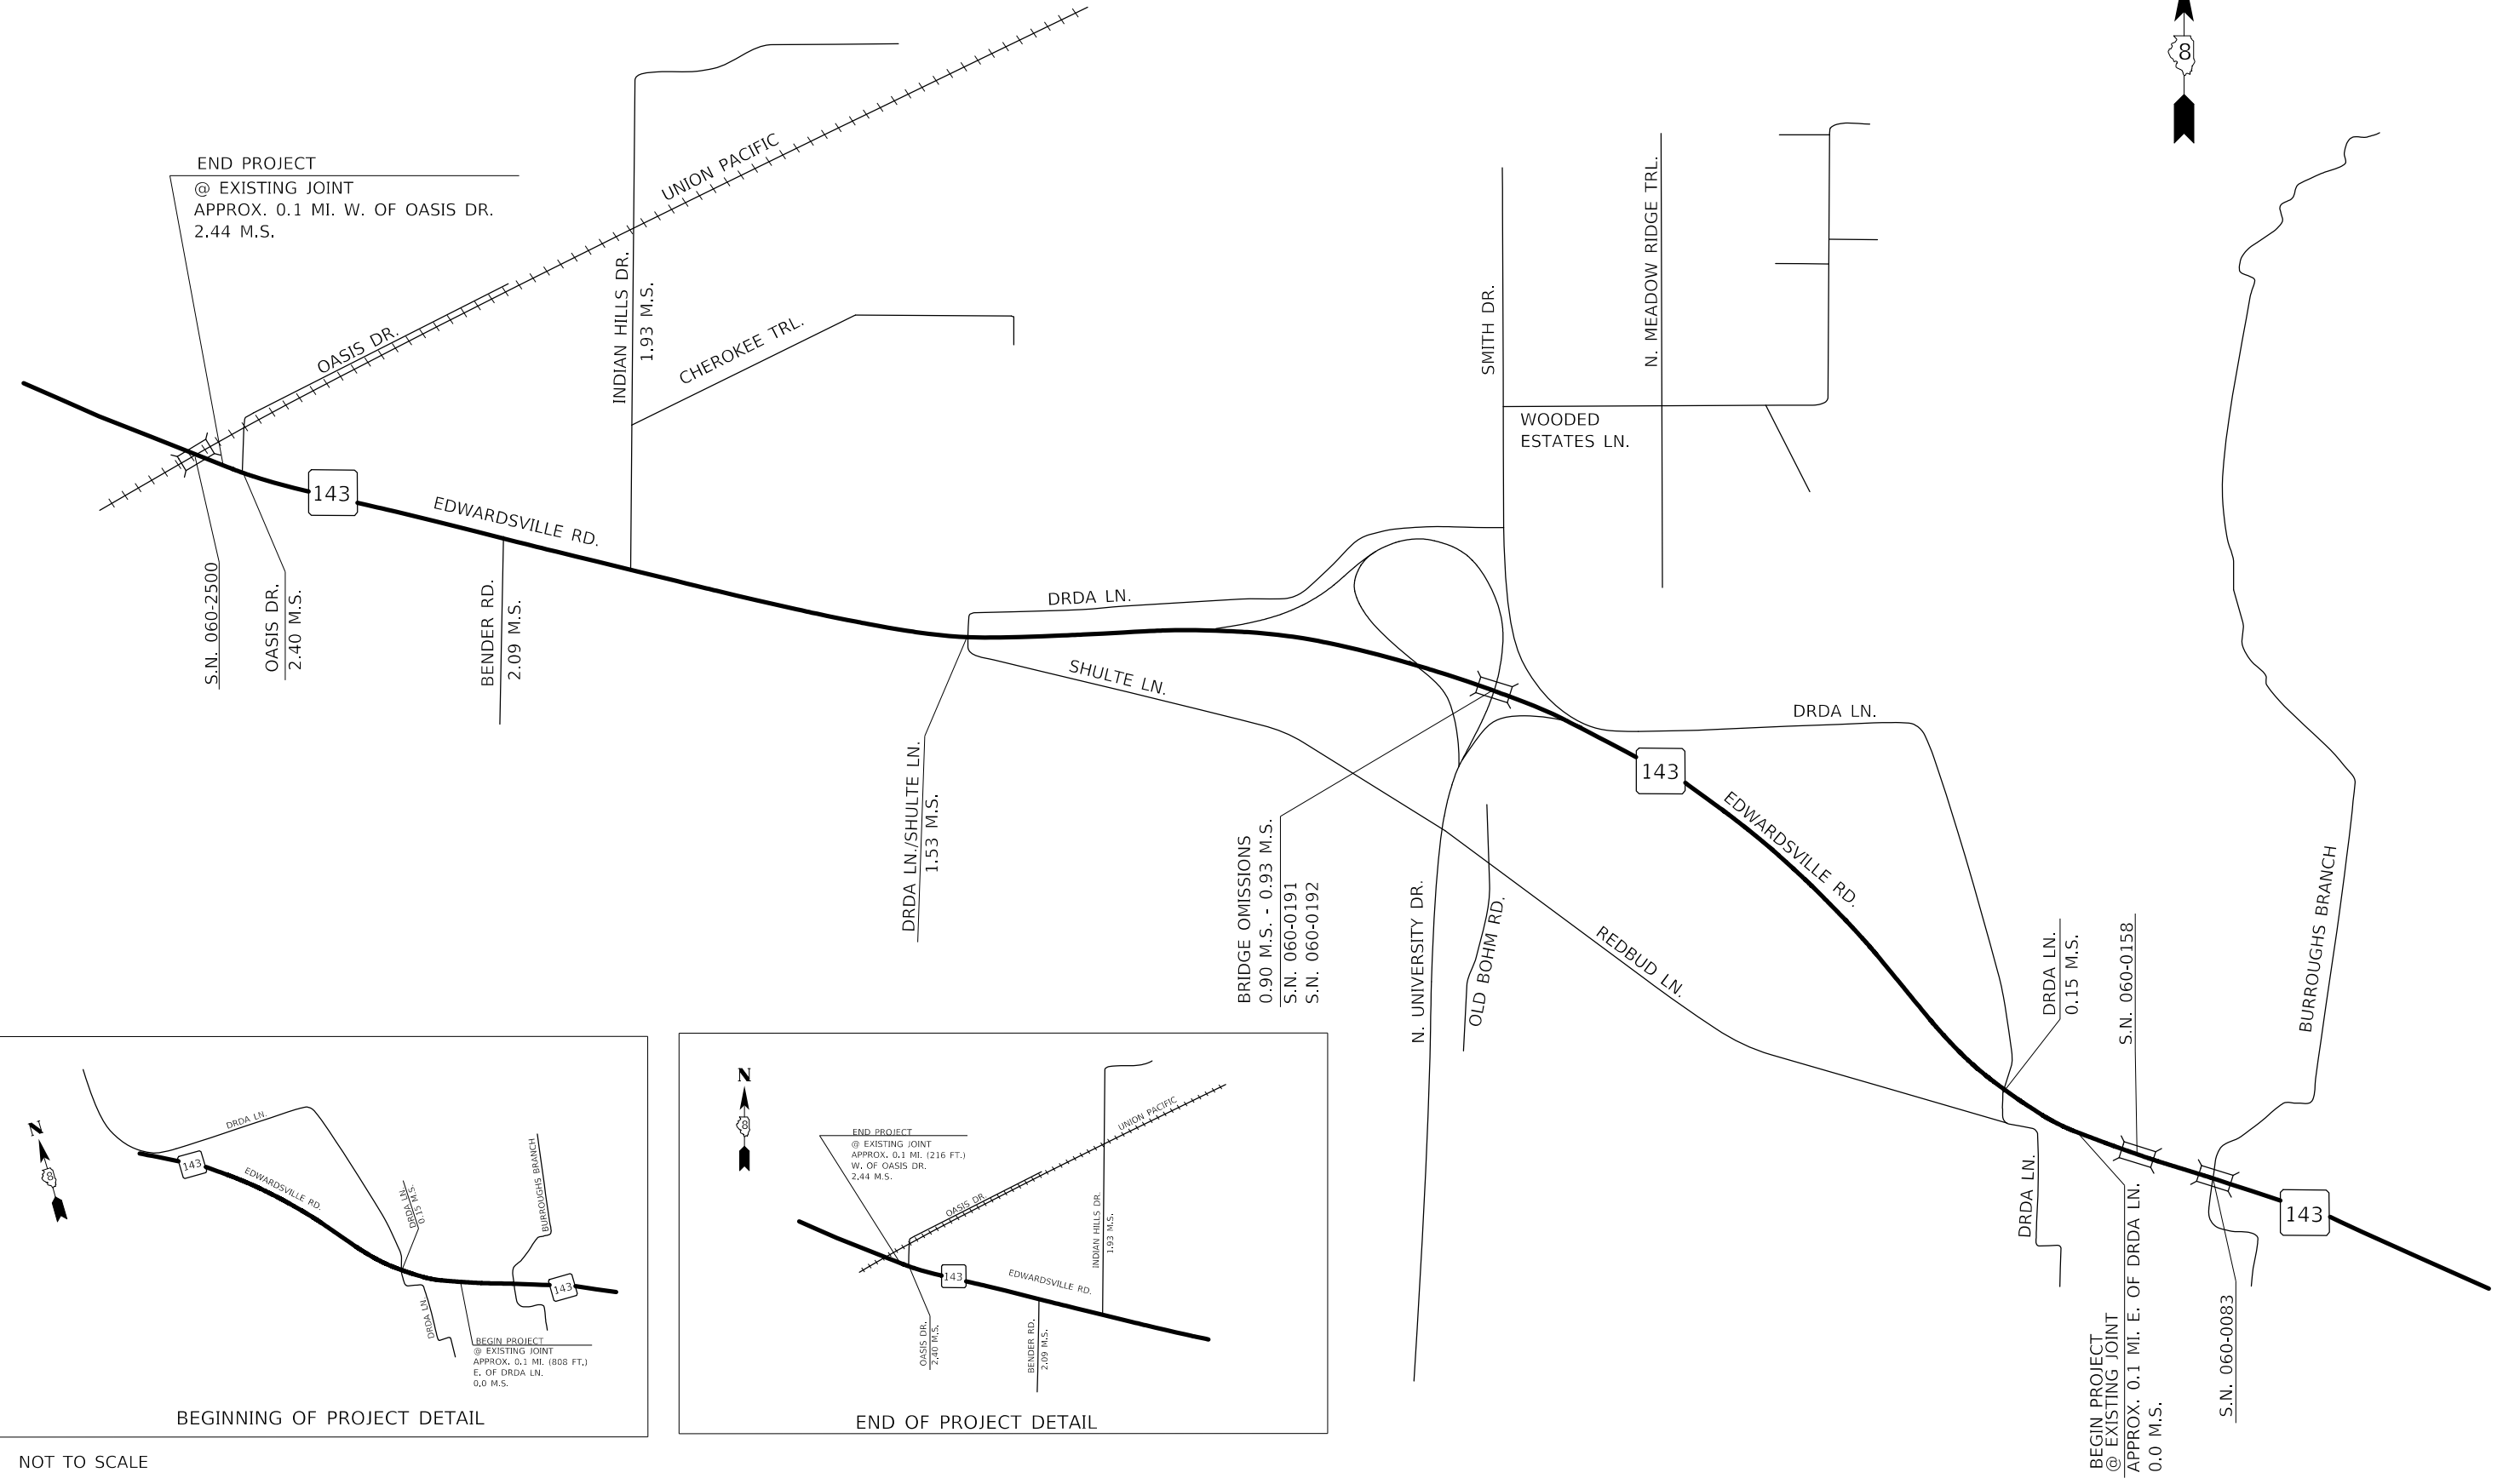 8
END PROJECT
@ EXISTING JOINT
APPROX. 0.1 MI. W. OF OASIS DR.
2.44 M.S.
UNION PACIFIC
OASIS DR.
INDIAN HILLS DR.
1.93 M.S.
CHEROKEE TRL.
SMITH DR.
N. MEADOW RIDGE TRL.
WOODED
ESTATES LN.
143
EDWARDSVILLE RD.
S.N. 060-2500
OASIS DR.
2.40 M.S.
BENDER RD.
2.09 M.S.
DRDA LN.
SHULTE LN.
DRDA LN./SHULTE LN.
1.53 M.S.
BRIDGE OMISSIONS
0.90 M.S. - 0.93 M.S.
S.N. 060-0191
S.N. 060-0192
N. UNIVERSITY DR.
OLD BOHM RD.
DRDA LN.
143
EDWARDSVILLE RD.
REDBUD LN.
DRDA LN.
0.15 M.S.
S.N. 060-0158
BURROUGHS BRANCH
DRDA LN.
BEGIN PROJECT
@ EXISTING JOINT
APPROX. 0.1 MI. E. OF DRDA LN.
0.0 M.S.
S.N. 060-0083
143
N
8
DRDA LN.
143
EDWARDSVILLE RD.
DRDA LN.
0.15 M.S.
BURROUGHS BRANCH
143
DRDA LN.
BEGIN PROJECT
@ EXISTING JOINT
APPROX. 0.1 MI. (808 FT.)
E. OF DRDA LN.
0.0 M.S.
BEGINNING OF PROJECT DETAIL
N
8
END PROJECT
@ EXISTING JOINT
APPROX. 0.1 MI. (216 FT.)
W. OF OASIS DR.
2.44 M.S.
UNION PACIFIC
OASIS DR.
INDIAN HILLS DR.
1.93 M.S.
143
EDWARDSVILLE RD.
OASIS DR.
2.40 M.S.
BENDER RD.
2.09 M.S.
END OF PROJECT DETAIL
NOT TO SCALE